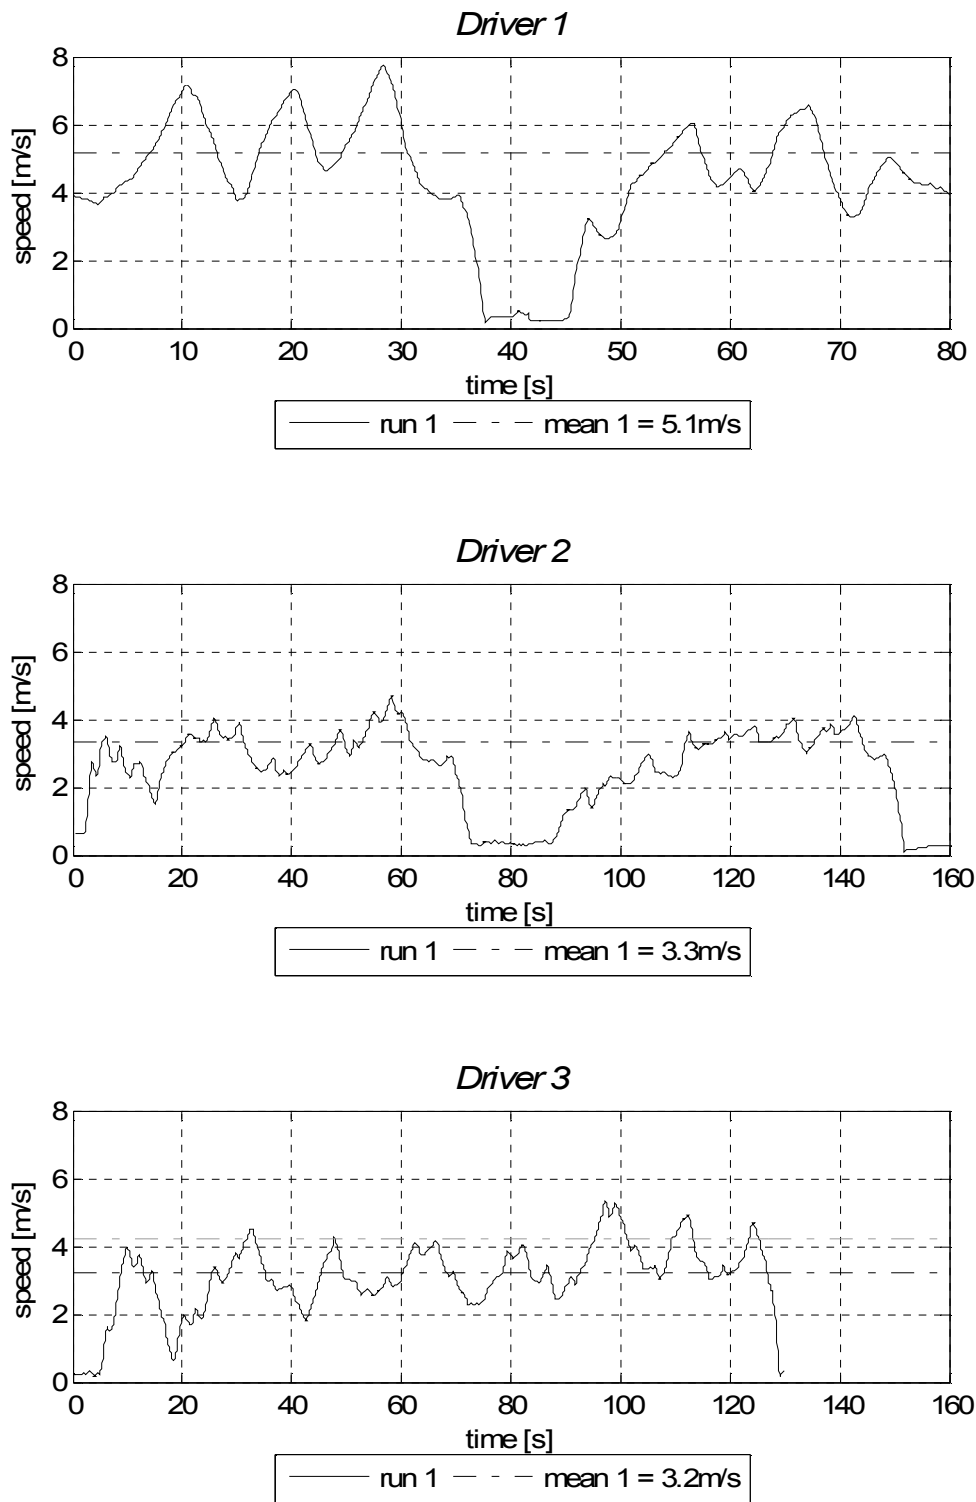 Driver 1
8
6
4
2
0
speed [m/s]
0 10 20 30 40 50 60 70 80
time [s]
run 1 mean 1 = 5.1m/s
Driver 2
8
6
4
2
0
speed [m/s]
0 20 40 60 80 100 120 140 160
time [s]
run 1 mean 1 = 3.3m/s
Driver 3
8
6
4
2
0
speed [m/s]
0 20 40 60 80 100 120 140 160
time [s]
run 1 mean 1 = 3.2m/s